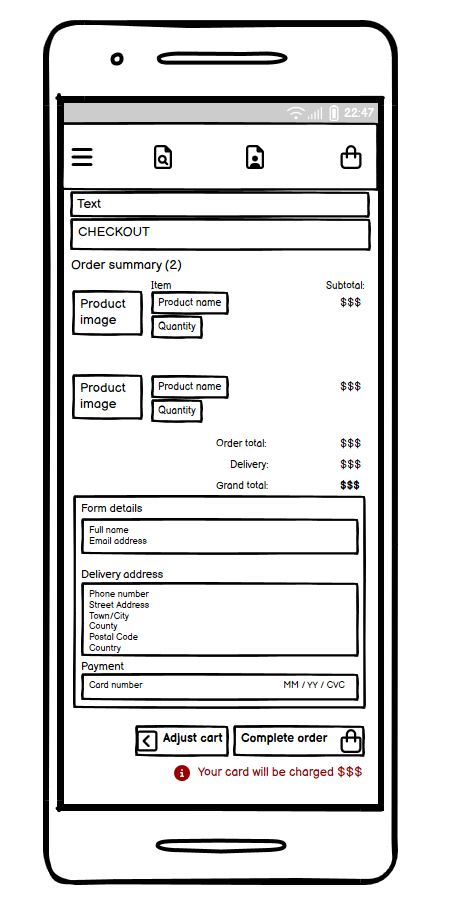 22:47
Text
CHECKOUT
Order summary (2)
Item Subtotal:
Product image
Product name $$$
Quantity
Product image
Product name $$$
Quantity
Order total: $$$
Delivery: $$$
Grand total: $$$
Form details
Full name
Email address
Delivery address
Phone number
Street Address
Town/City
County
Postal Code
Country
Payment
Card number MM / YY / CVC
Adjust cart Complete order
Your card will be charged $$$